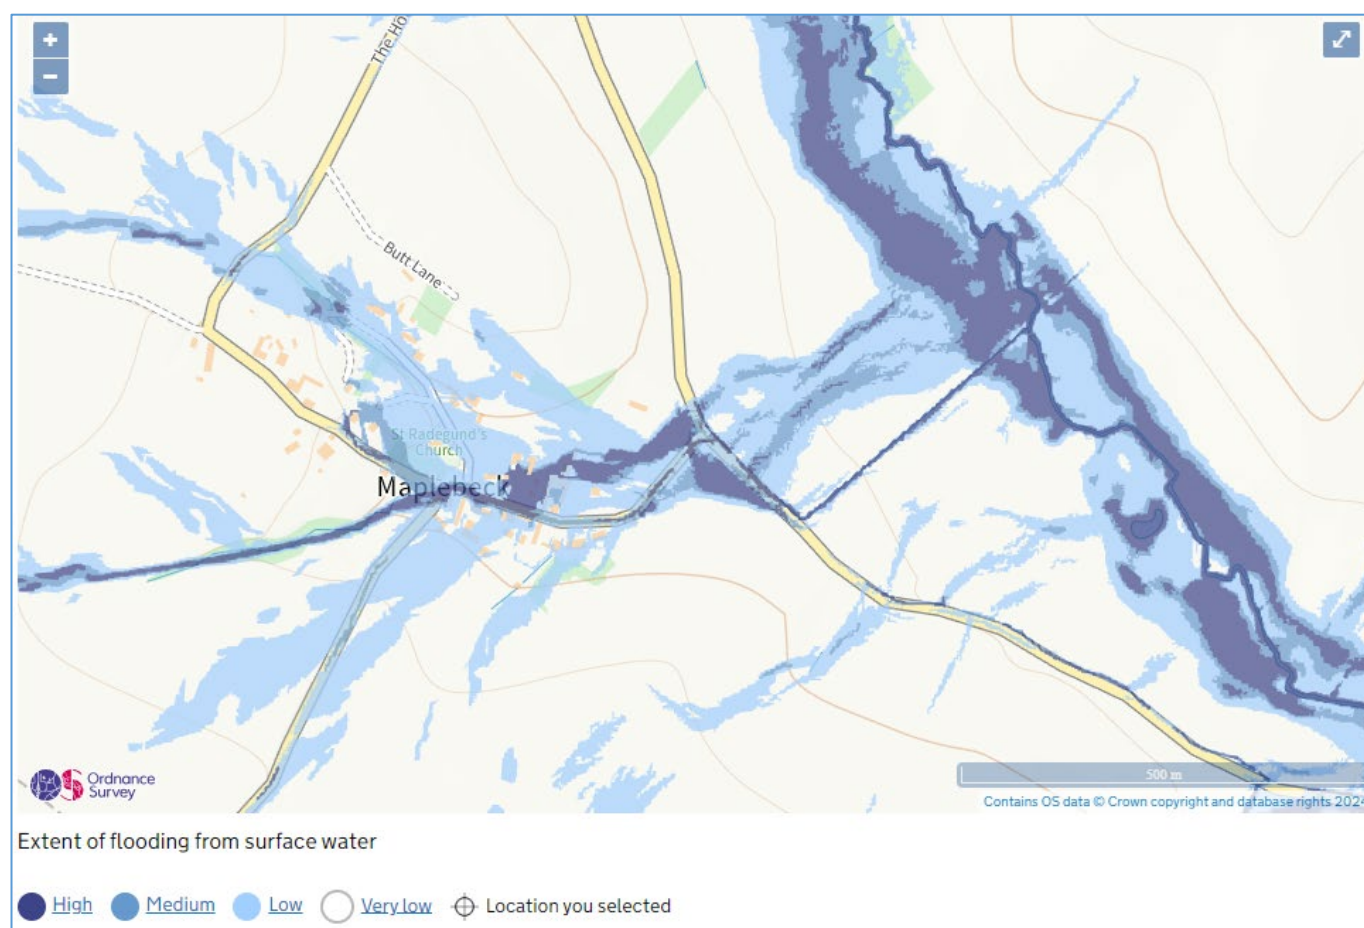 +
−
The Ho
Butt Lane
St Radegund's
Church
Maplebeck
Ordnance
Survey
500 m
Contains OS data © Crown copyright and database rights 2024
Extent of flooding from surface water
High Medium Low Very low Location you selected